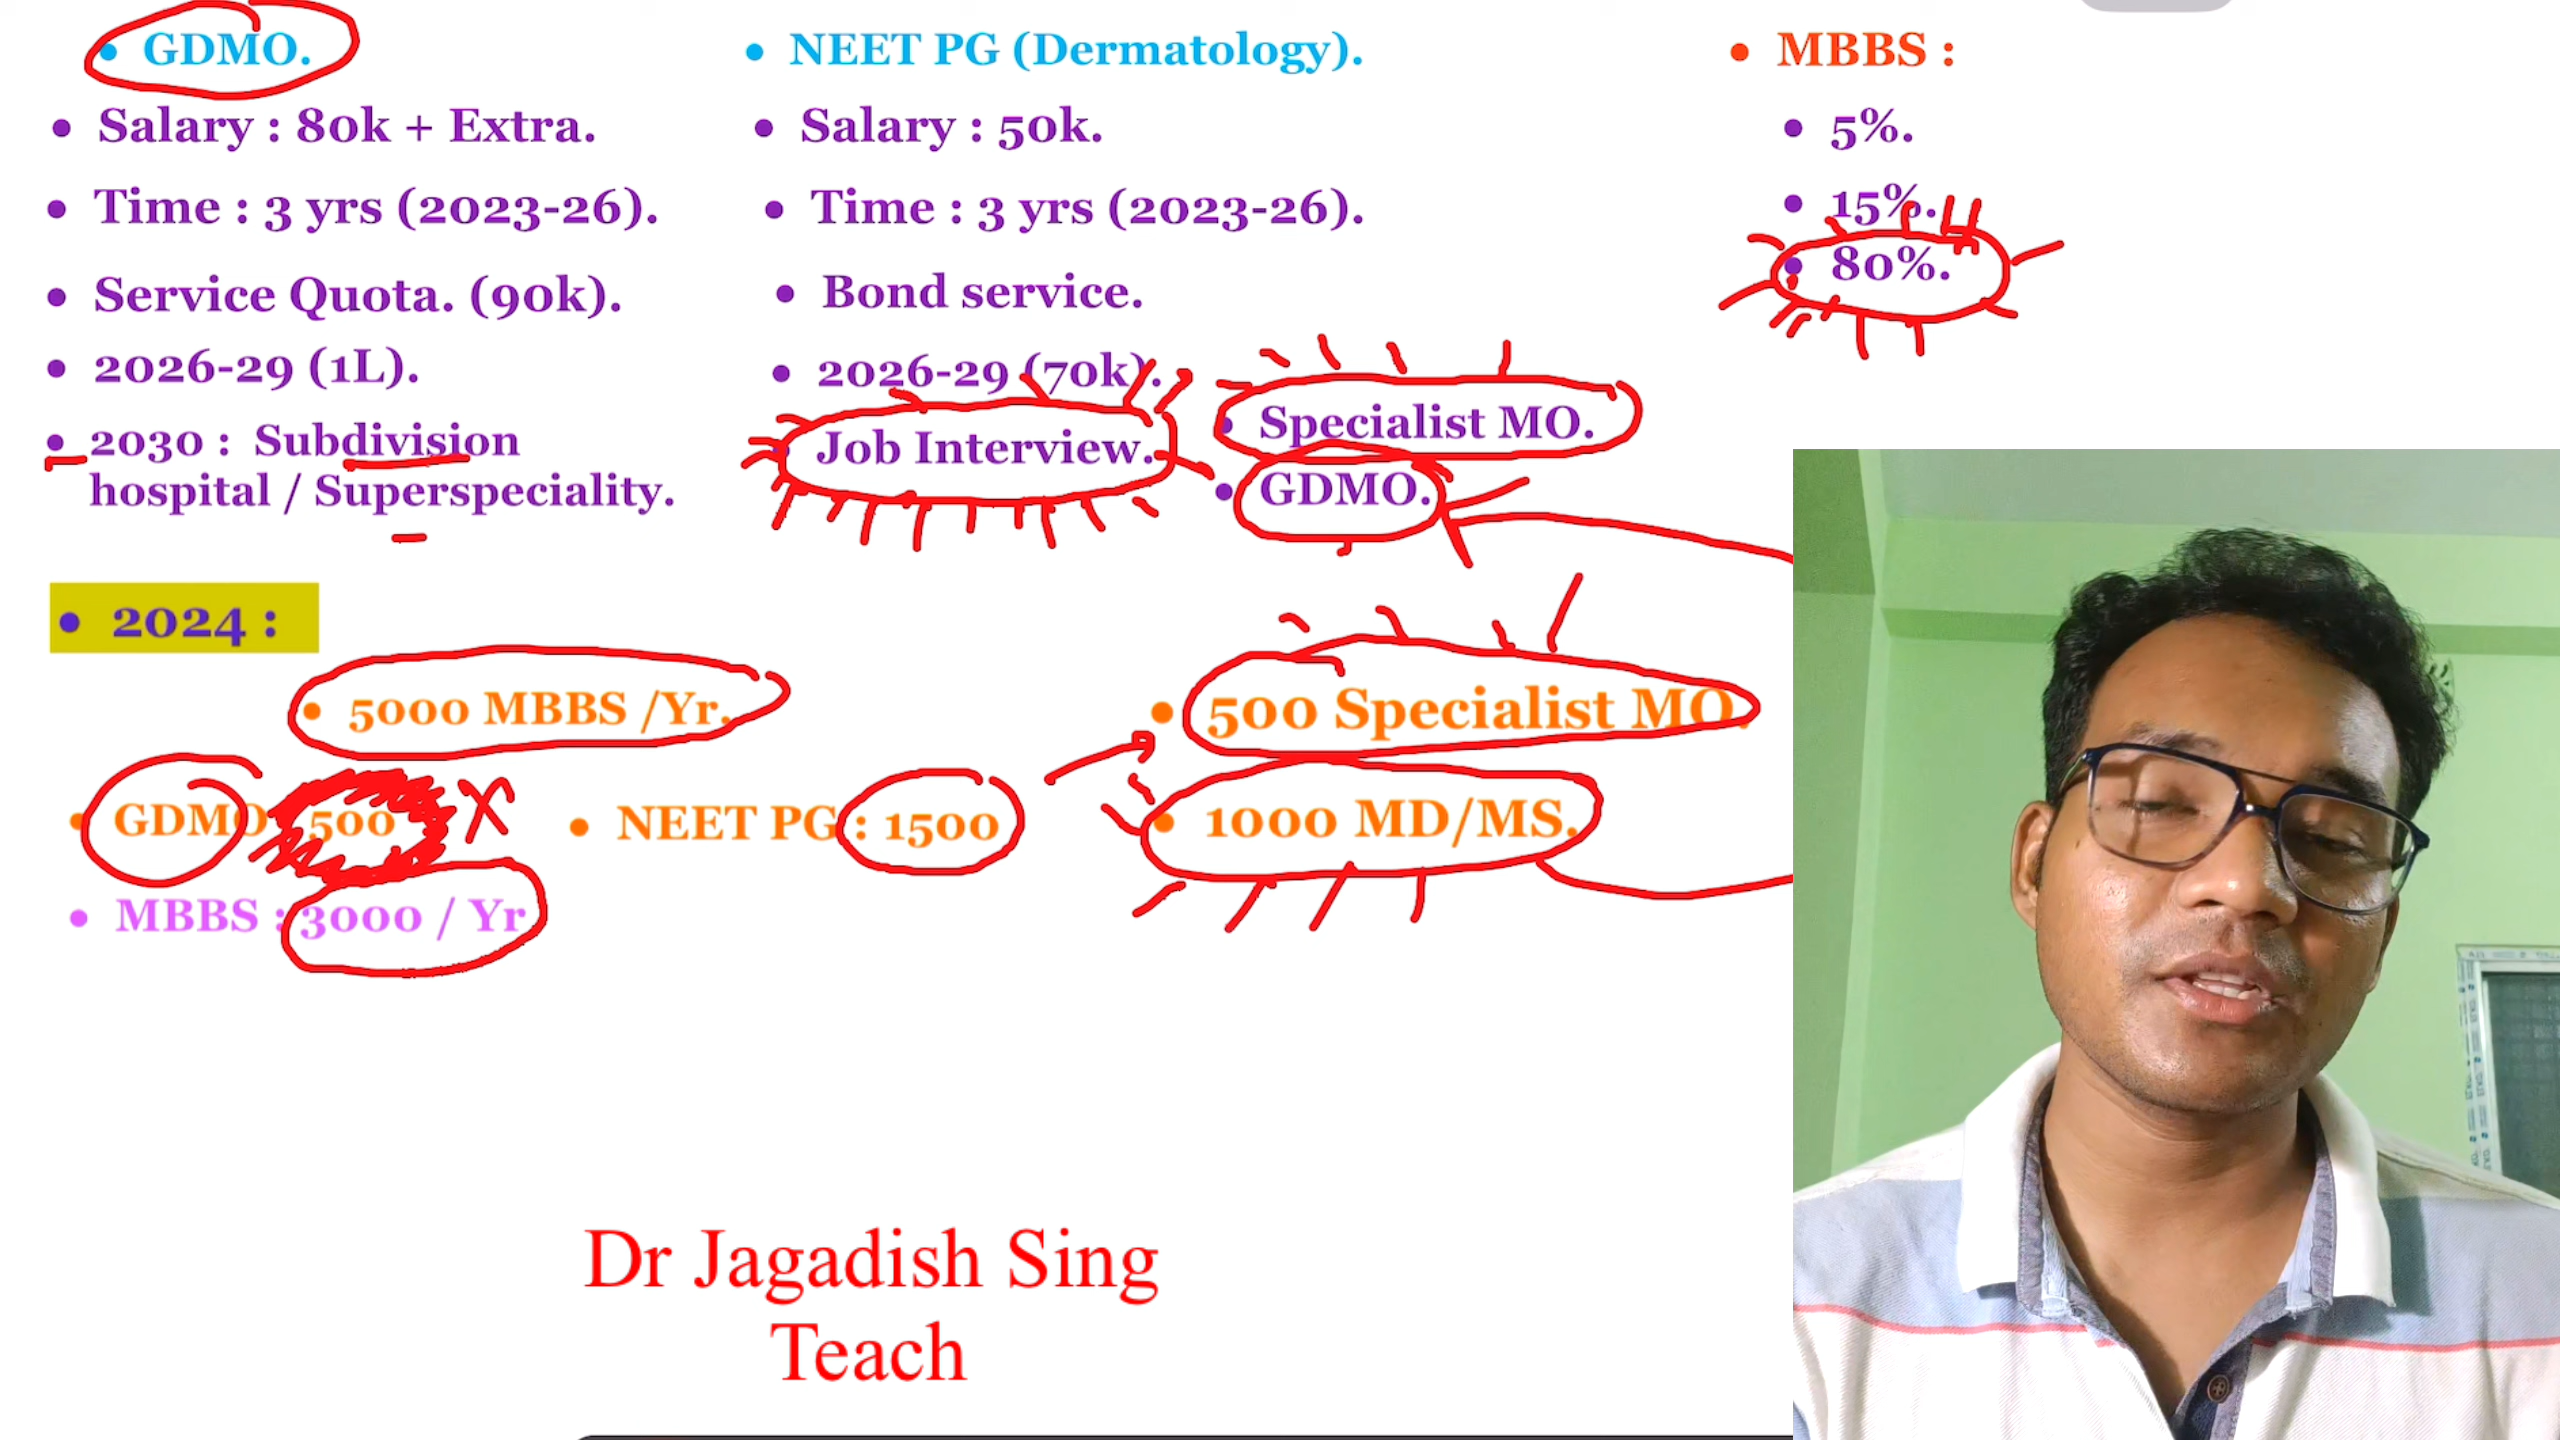 GDMO.
Salary : 80k + Extra.
Time : 3 yrs (2023-26).
Service Quota. (90k).
2026-29 (1L).
2030 : Subdivision
hospital / Superspeciality.
NEET PG (Dermatology).
Salary : 50k.
Time : 3 yrs (2023-26).
Bond service.
2026-29 (70k).
Job Interview.
Specialist MO.
GDMO.
MBBS :
5%.
15%.
80%.
2024 :
5000 MBBS /Yr.
GDMO 500 X
MBBS : 3000 / Yr
NEET PG : 1500
500 Specialist MO.
1000 MD/MS.
Dr Jagadish Sing
Teach